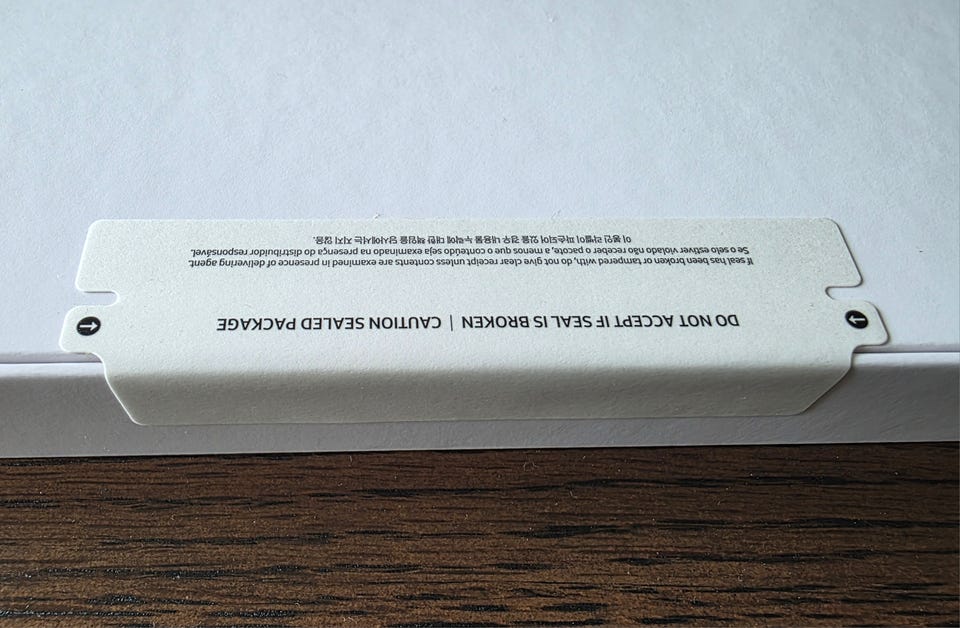 DO NOT ACCEPT IF SEAL IS BROKEN | CAUTION SEALED PACKAGE
If seal has been broken or tampered with, do not give clear receipt unless contents are examined in presence of delivering agent.
Se o selo estiver violado não receber o pacote, a menos que o conteúdo seja examinado na presença do distribuidor responsável.
이 봉인 라벨이 파손되어 있을 경우 내용물 누락에 대한 책임을 당사에서는 지지 않음.